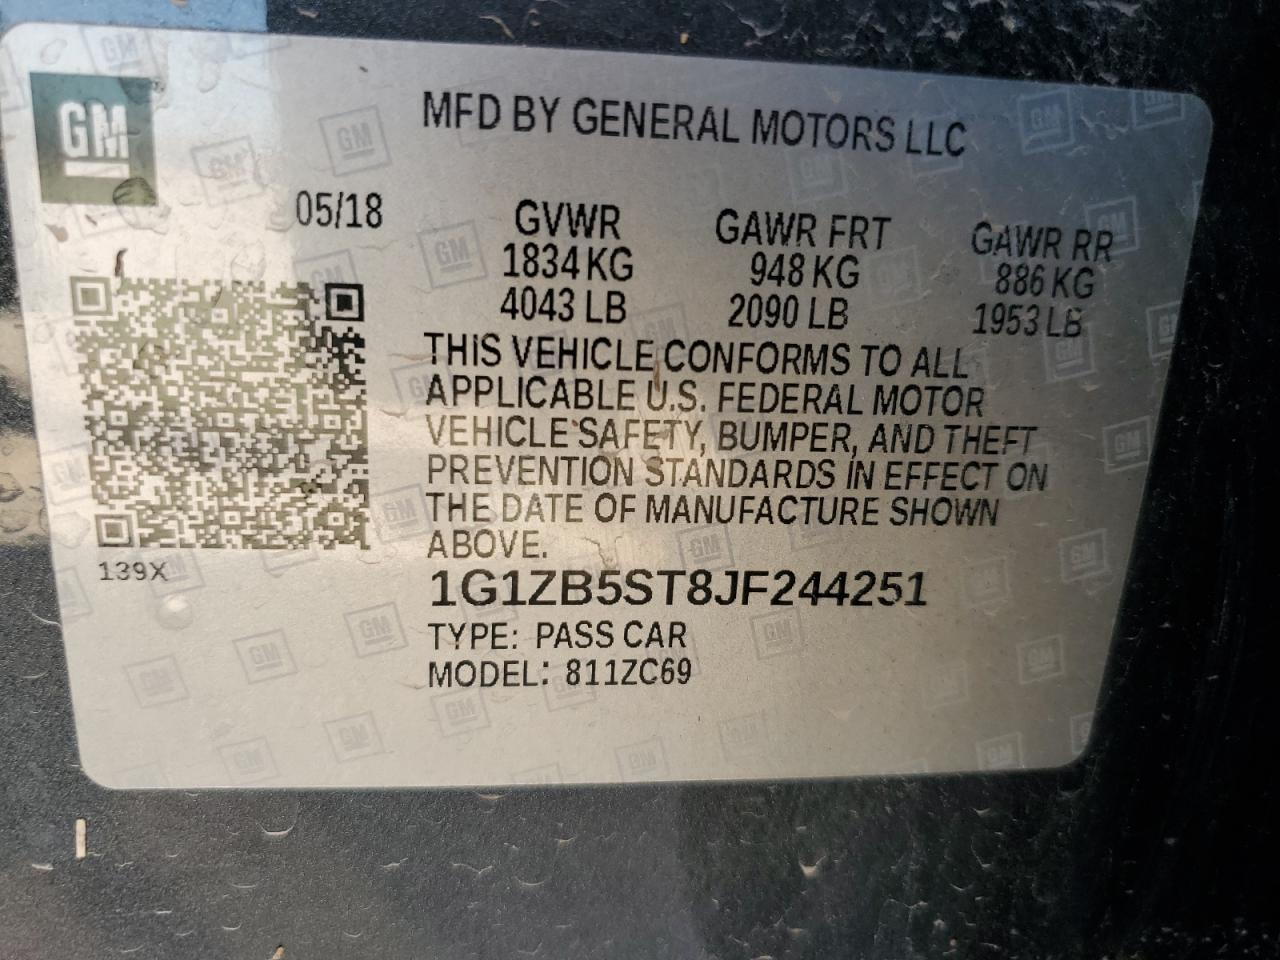 GM
MFD BY GENERAL MOTORS LLC
05/18
GVWR GAWR FRT GAWR RR
1834 KG 948 KG 886 KG
4043 LB 2090 LB 1953 LB
THIS VEHICLE CONFORMS TO ALL
APPLICABLE U.S. FEDERAL MOTOR
VEHICLE SAFETY, BUMPER, AND THEFT
PREVENTION STANDARDS IN EFFECT ON
THE DATE OF MANUFACTURE SHOWN
ABOVE.
139X
1G1ZB5ST8JF244251
TYPE: PASS CAR
MODEL: 811ZC69